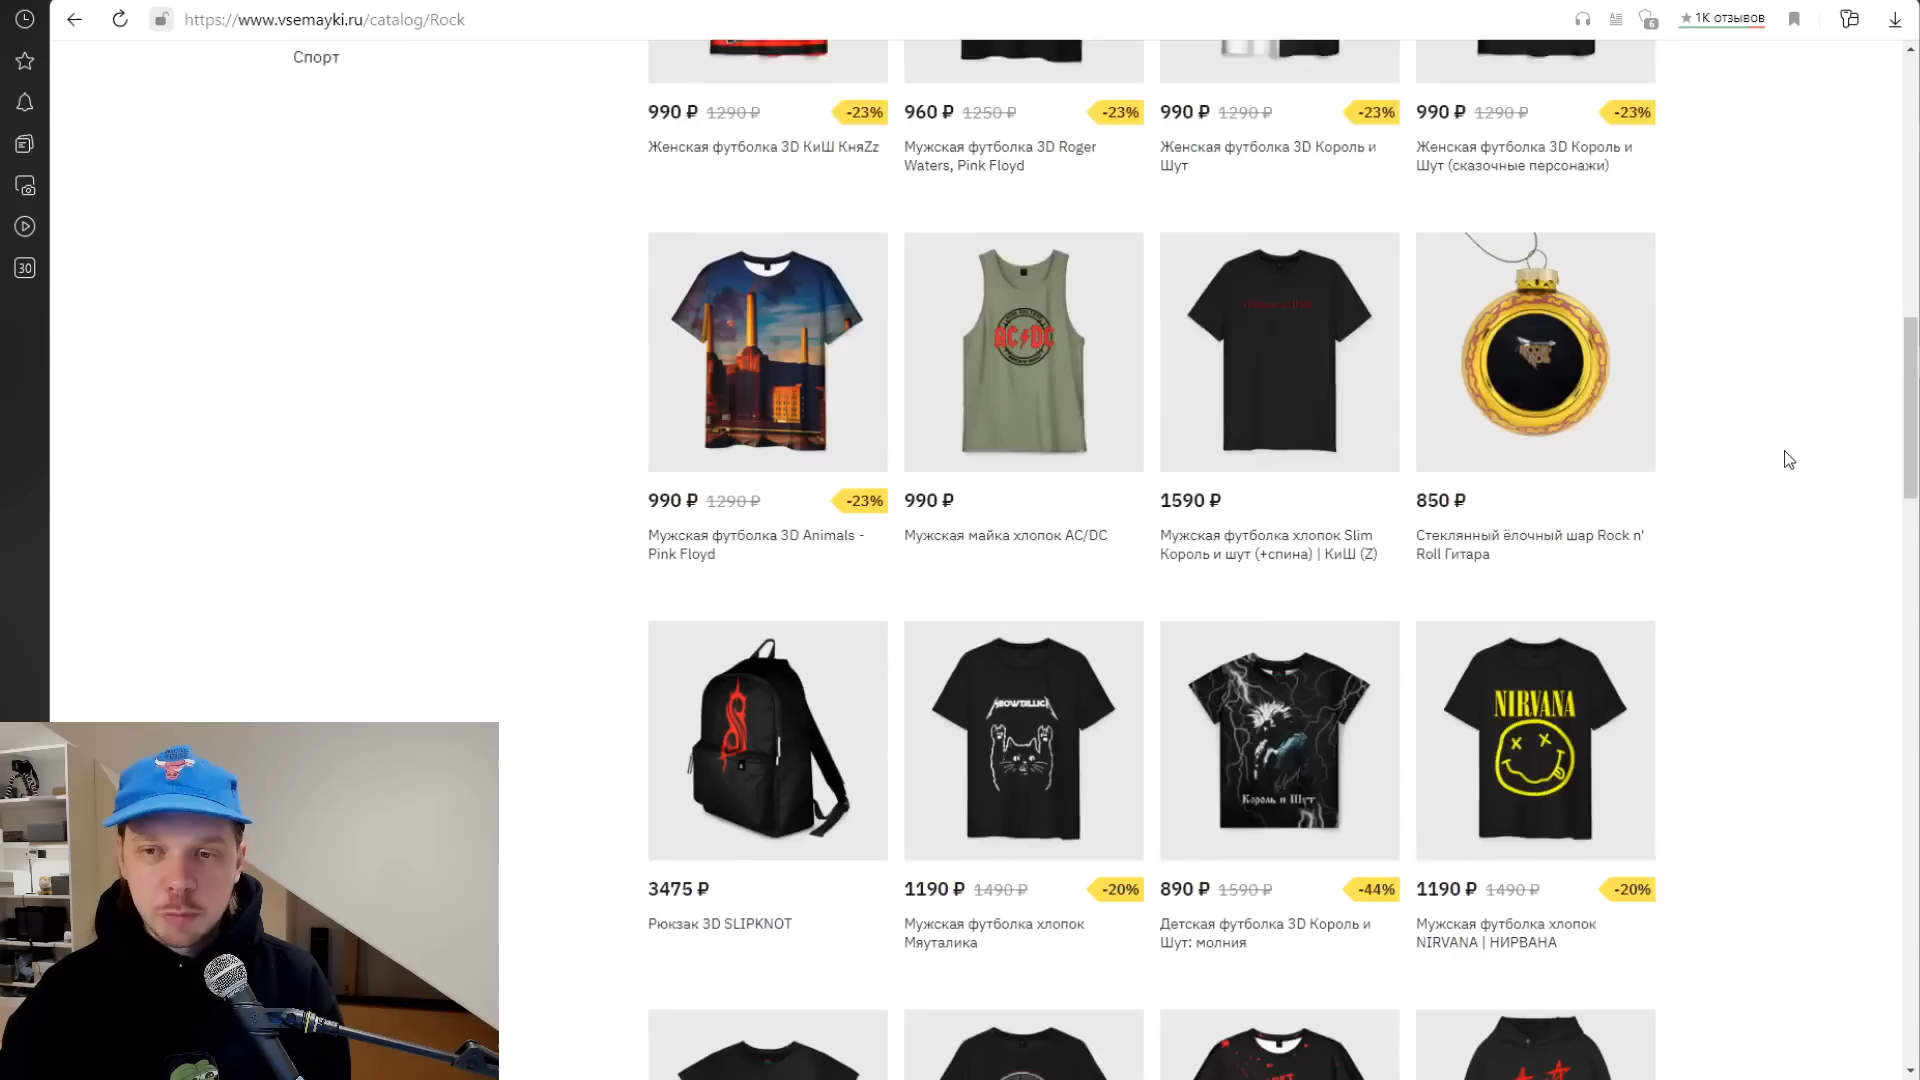 https://www.vsemayki.ru/catalog/Rock
6
★ 1K отзывов
30
Спорт
990 ₽ 1290 ₽ -23%
960 ₽ 1250 ₽ -23%
990 ₽ 1290 ₽ -23%
990 ₽ 1290 ₽ -23%
Женская футболка 3D КиШ КняZz
Мужская футболка 3D Roger
Waters, Pink Floyd
Женская футболка 3D Король и
Шут
Женская футболка 3D Король и
Шут (сказочные персонажи)
AC/DC
990 ₽ 1290 ₽ -23%
990 ₽
1590 ₽
850 ₽
Мужская футболка 3D Animals -
Pink Floyd
Мужская майка хлопок AC/DC
Мужская футболка хлопок Slim
Король и шут (+спина) | КиШ (Z)
Стеклянный ёлочный шар Rock n'
Roll Гитара
MEOWTALLICA
Король и Шут
NIRVANA
3475 ₽
1190 ₽ 1490 ₽ -20%
890 ₽ 1590 ₽ -44%
1190 ₽ 1490 ₽ -20%
Рюкзак 3D SLIPKNOT
Мужская футболка хлопок
Мяуталика
Детская футболка 3D Король и
Шут: молния
Мужская футболка хлопок
NIRVANA | НИРВАНА